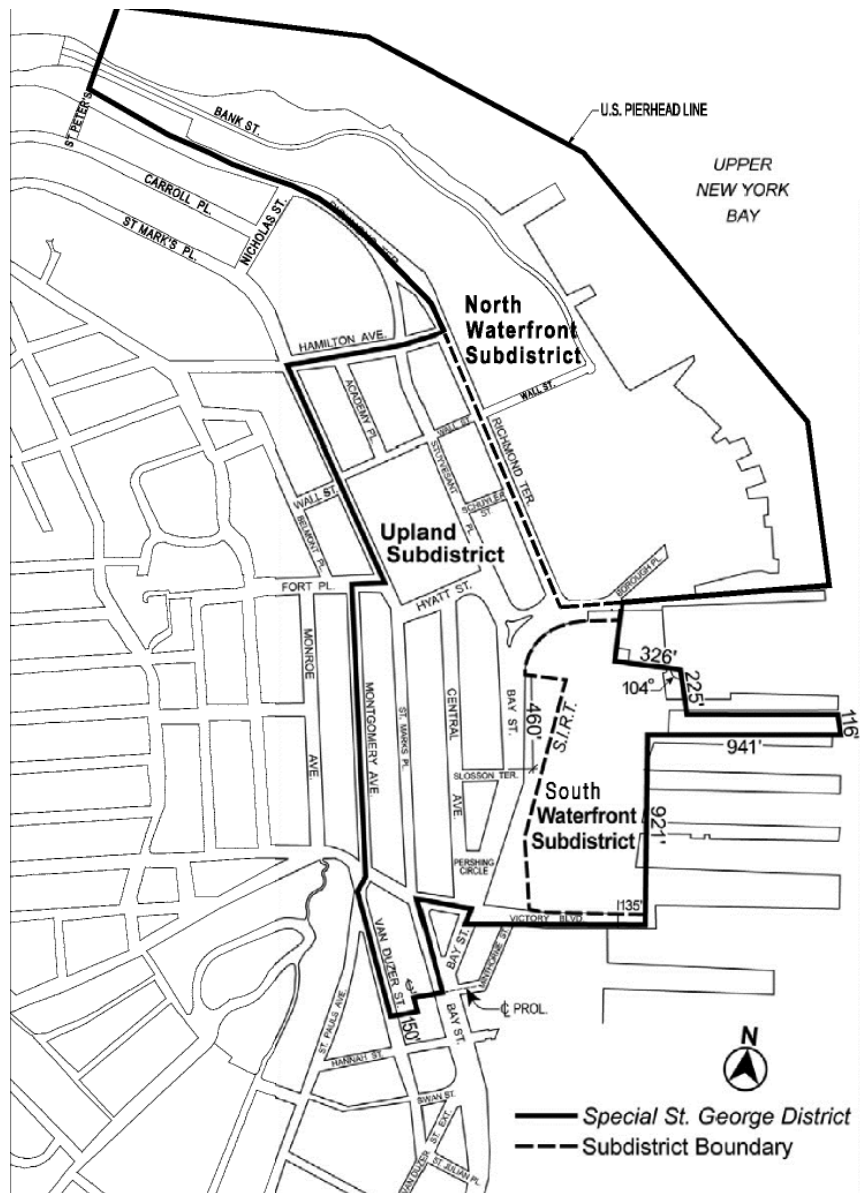 U.S. PIERHEAD LINE
UPPER
NEW YORK
BAY
BANK ST.
ST PETER'S
CARROLL PL.
NICHOLAS ST.
ST MARK'S PL.
RICHMOND TER.
North
Waterfront
Subdistrict
HAMILTON AVE.
ACADEMY PL.
WALL ST.
WALL ST.
STUYVESANT
PL.
RICHMOND TER.
SCHUYLER
ST.
WALL ST.
BELMONT PL.
Upland
Subdistrict
BOROUGH PL.
FORT PL.
HYATT ST.
MONROE
AVE.
MONTGOMERY AVE.
ST. MARKS PL.
CENTRAL
AVE.
BAY ST.
460'
S.I.R.T.
326'
104°
225'
116'
941'
921'
SLOSSON TER.
South
Waterfront
Subdistrict
PERSHING
CIRCLE
135'
VICTORY BLVD.
VAN DUZER ST.
BAY ST.
MINTHORNE ST.
℄ PROL.
150'
BAY ST.
ST. PAULS AVE.
HANNAH ST.
SWAN ST.
VAN DUZER ST. EXT.
ST. JULIAN PL.
N
Special St. George District
Subdistrict Boundary